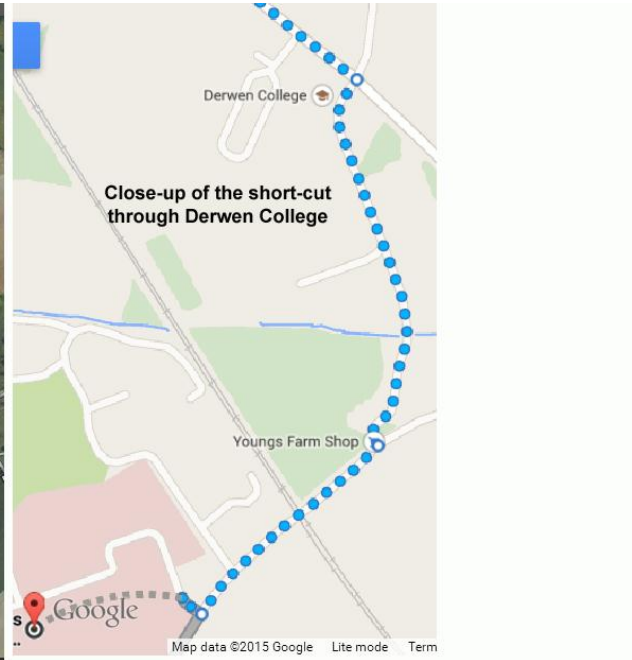 Derwen College
Close-up of the short-cut
through Derwen College
Youngs Farm Shop
Google
s
..
Map data ©2015 Google Lite mode Term